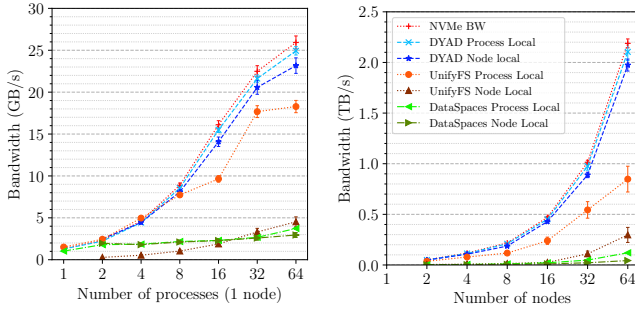 30
25
20
15
10
5
0
Bandwidth (GB/s)
1 2 4 8 16 32 64
Number of processes (1 node)
2.5
2.0
1.5
1.0
0.5
0.0
Bandwidth (TB/s)
NVMe BW
DYAD Process Local
DYAD Node local
UnifyFS Process Local
UnifyFS Node Local
DataSpaces Process Local
DataSpaces Node Local
1 2 4 8 16 32 64
Number of nodes